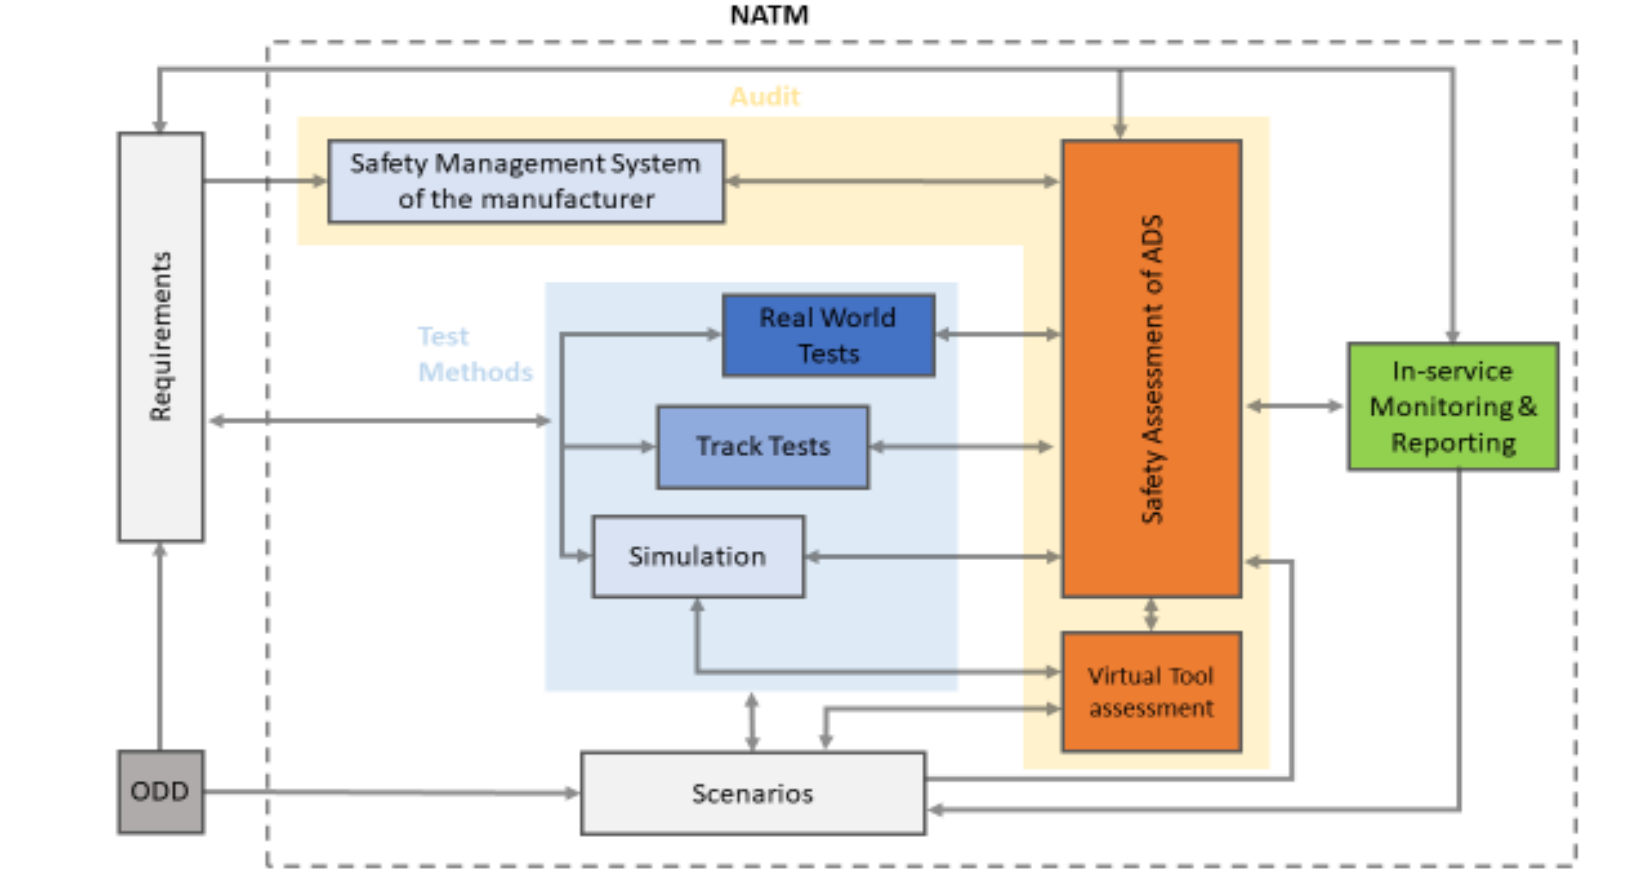 NATM
Audit
Safety Management System
of the manufacturer
Requirements
Safety Assessment of ADS
Test
Methods
Real World
Tests
Track Tests
Simulation
In-service
Monitoring &
Reporting
Virtual Tool
assessment
ODD
Scenarios